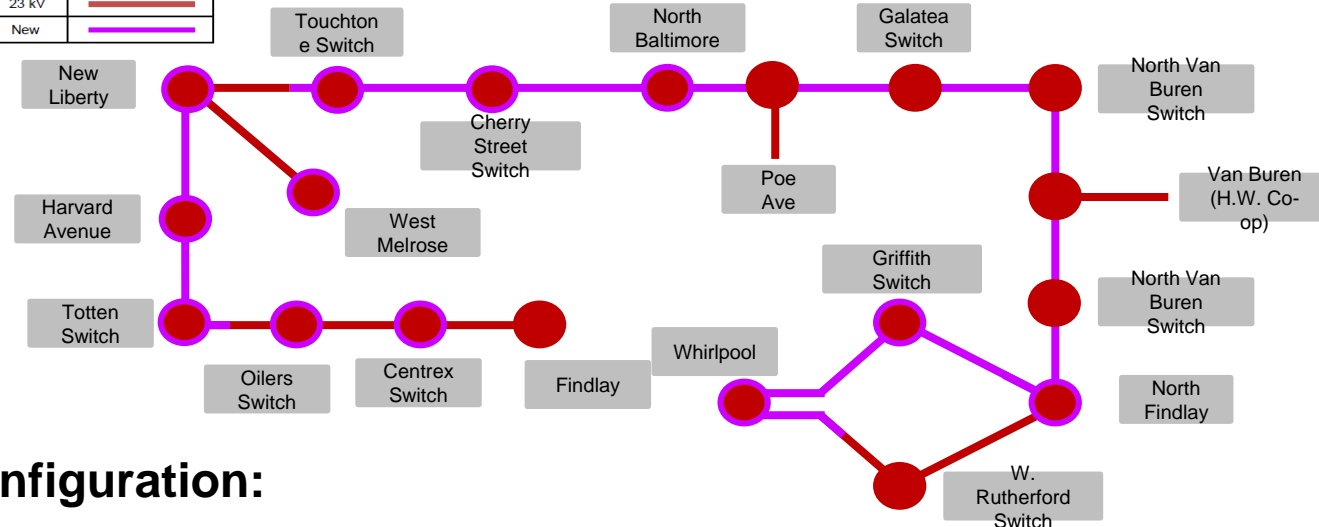 23 kV
New
Touchton
e Switch
North
Baltimore
Galatea
Switch
New
Liberty
North Van
Buren
Switch
Cherry
Street
Switch
Poe
Ave
Van Buren
(H.W. Co-
op)
Harvard
Avenue
West
Melrose
Griffith
Switch
North Van
Buren
Switch
Totten
Switch
Whirlpool
Oilers
Switch
Centrex
Switch
Findlay
North
Findlay
nfiguration:
W.
Rutherford
Switch